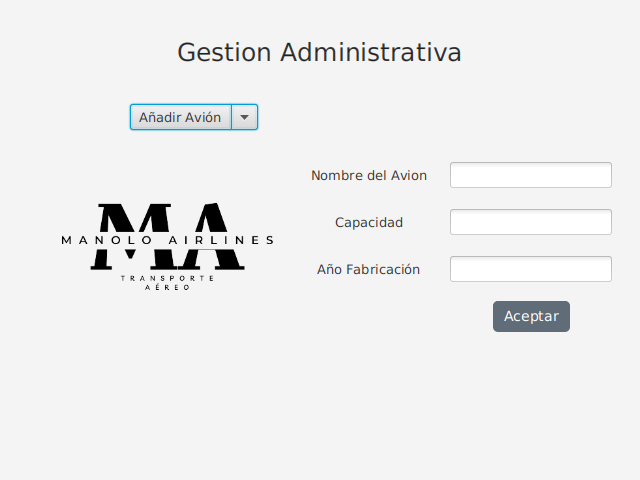 Gestion Administrativa
Añadir Avión
Nombre del Avion
MA
MANOLO AIRLINES
TRANSPORTE
AÉREO
Capacidad
Año Fabricación
Aceptar